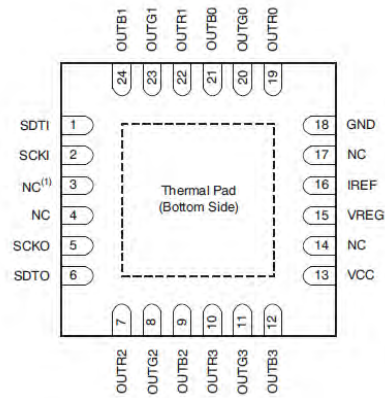 OUTB1 OUTG1 OUTR1 OUTB0 OUTG0 OUTR0
24 23 22 21 20 19
SDTI 1 18 GND
SCKI 2 17 NC
NC(1) 3 16 IREF
NC 4 15 VREG
SCKO 5 14 NC
SDTO 6 13 VCC
Thermal Pad
(Bottom Side)
7 8 9 10 11 12
OUTR2 OUTG2 OUTB2 OUTR3 OUTG3 OUTB3